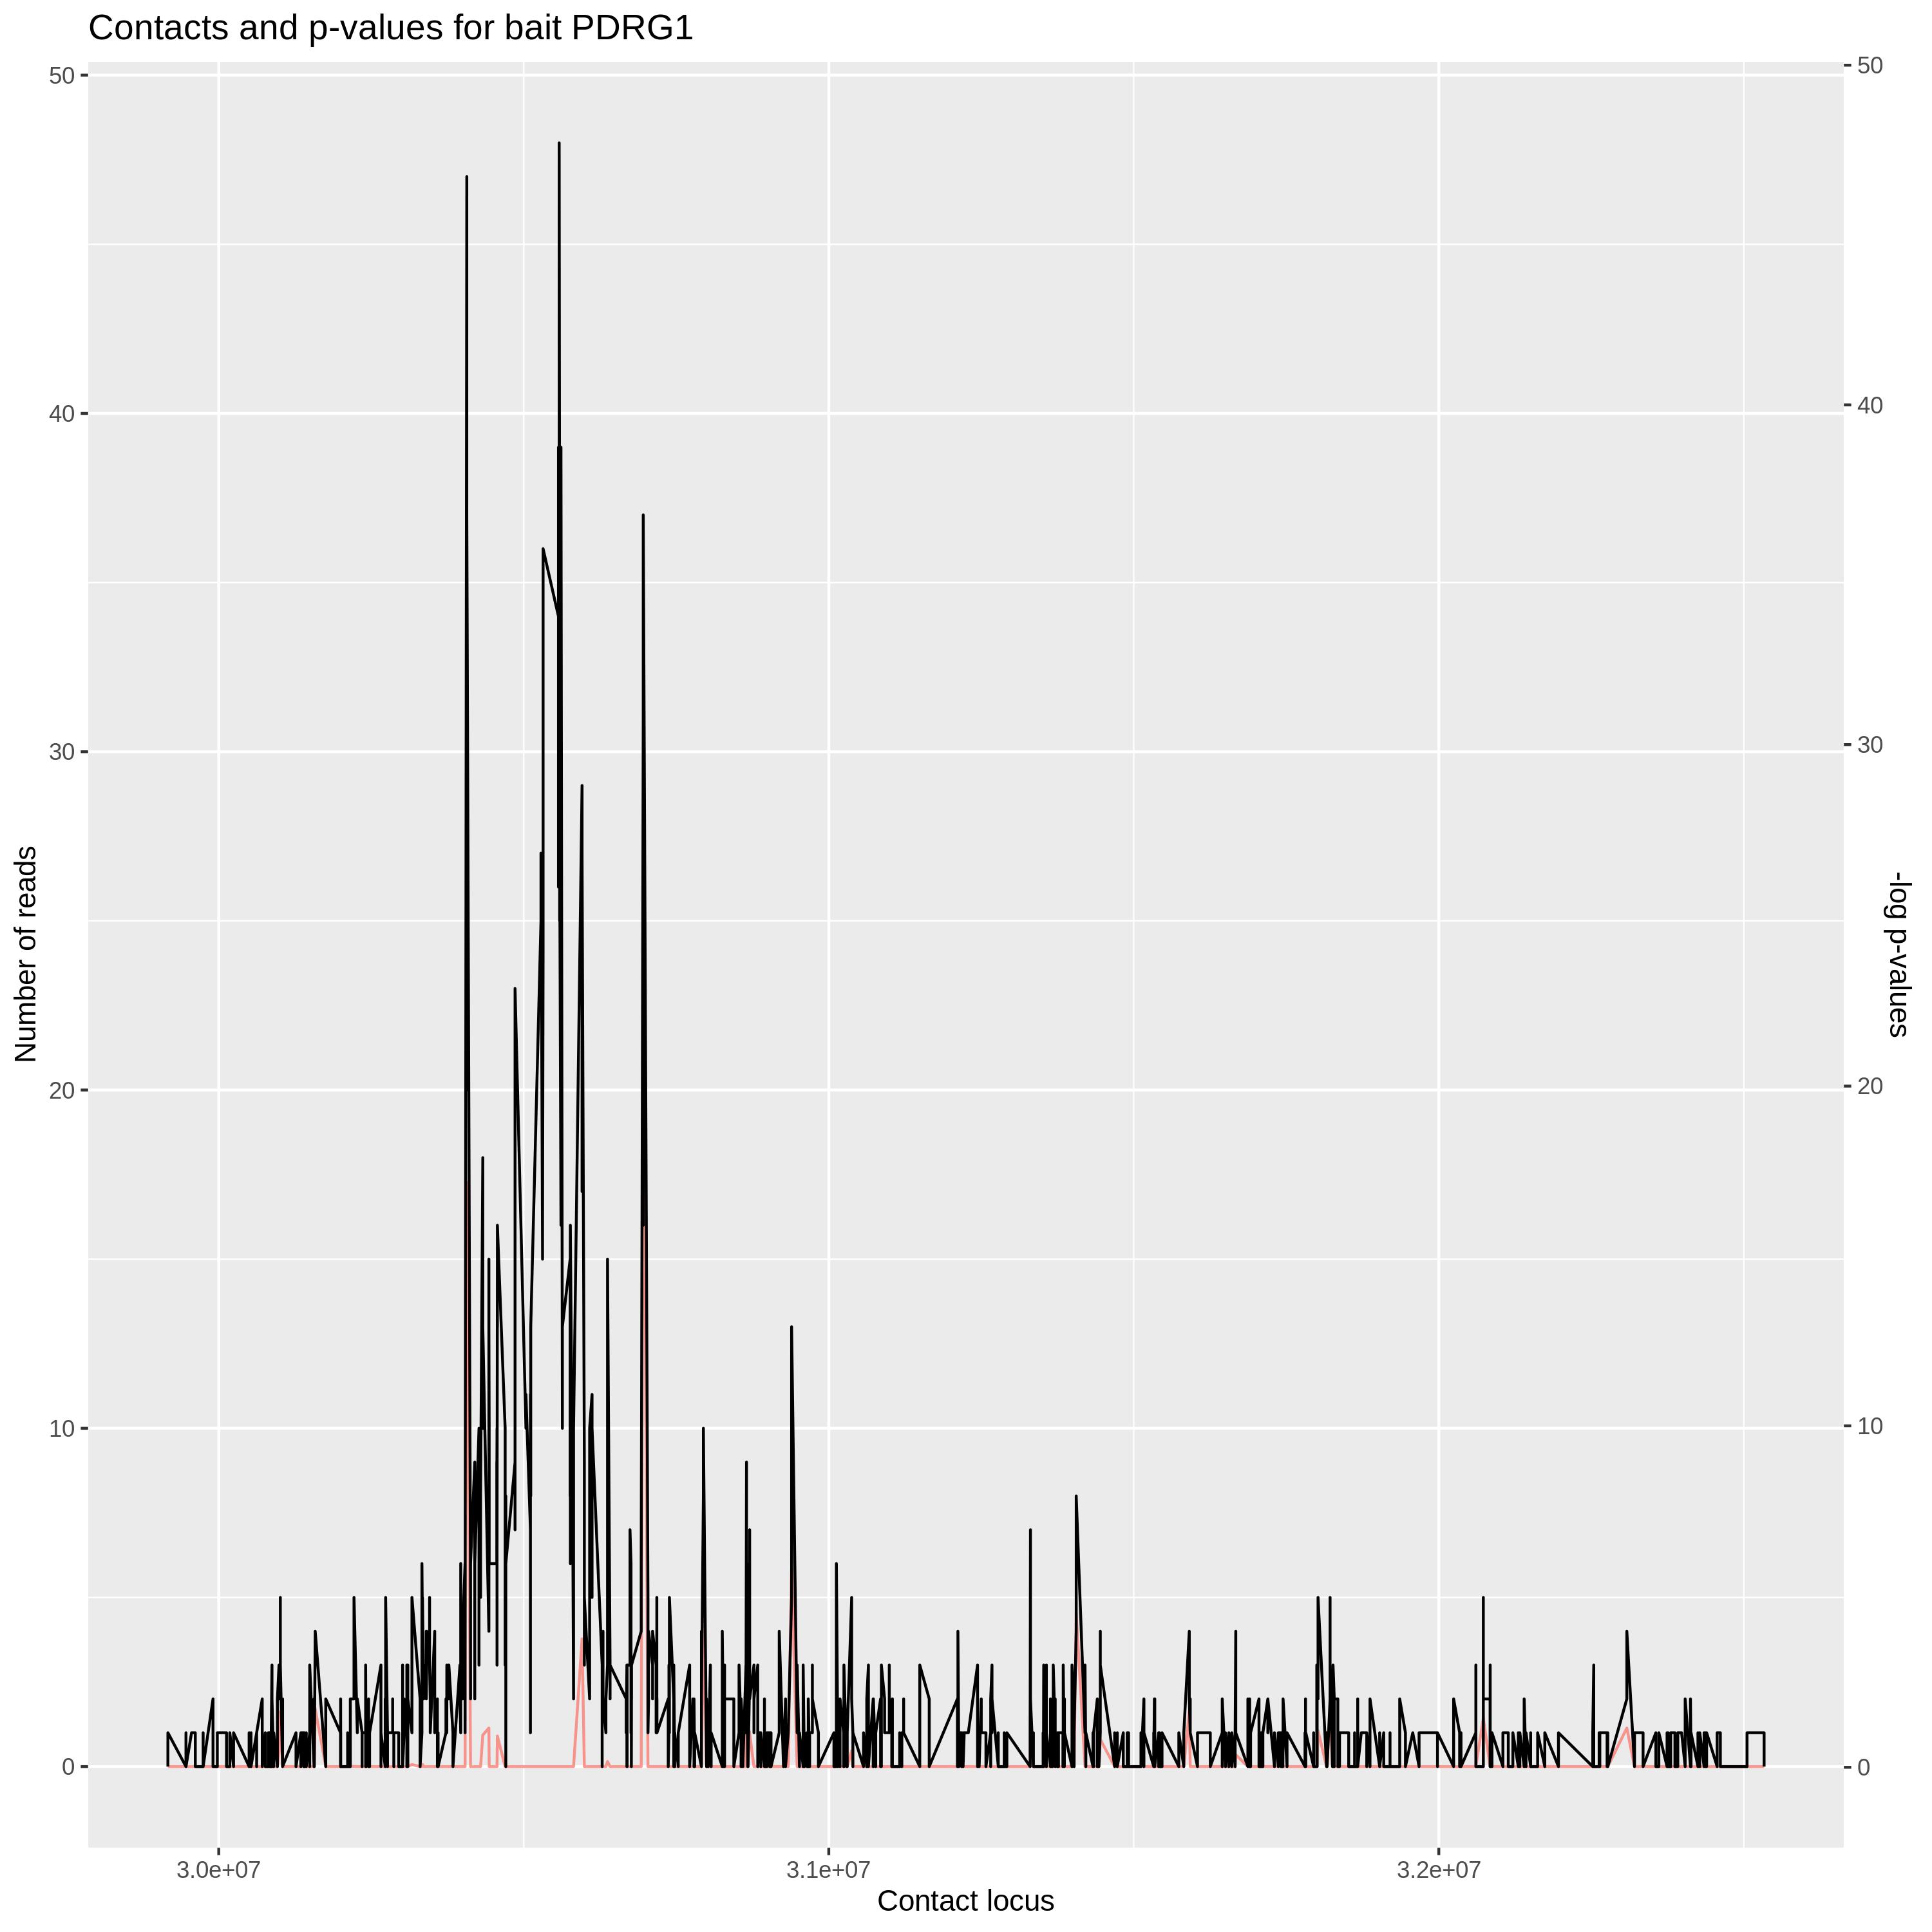 Contacts and p-values for bait PDRG1
50
40
30
20
10
0
Number of reads
50
40
30
20
10
0
-log p-values
3.0e+07
3.1e+07
3.2e+07
Contact locus